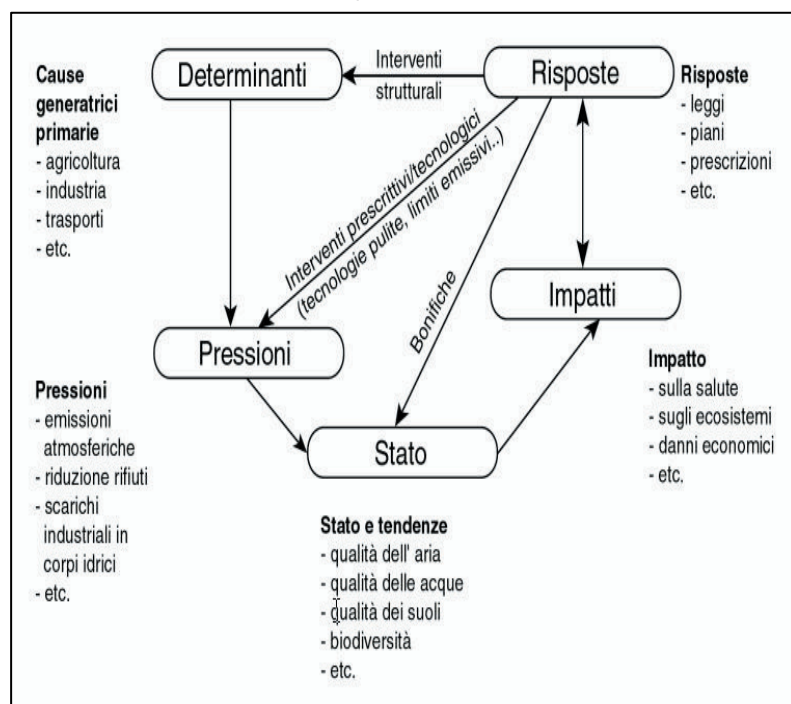 Cause
generatrici
primarie
- agricoltura
- industria
- trasporti
- etc.
Determinanti
Interventi
strutturali
Risposte
Risposte
- leggi
- piani
- prescrizioni
- etc.
Interventi prescrittivi/tecnologici
(tecnologie pulite, limiti emissivi..)
Bonifiche
Impatti
Pressioni
Impatto
- sulla salute
- sugli ecosistemi
- danni economici
- etc.
Pressioni
- emissioni
atmosferiche
- riduzione rifiuti
- scarichi
industriali in
corpi idrici
- etc.
Stato
Stato e tendenze
- qualità dell' aria
- qualità delle acque
- qualità dei suoli
- biodiversità
- etc.